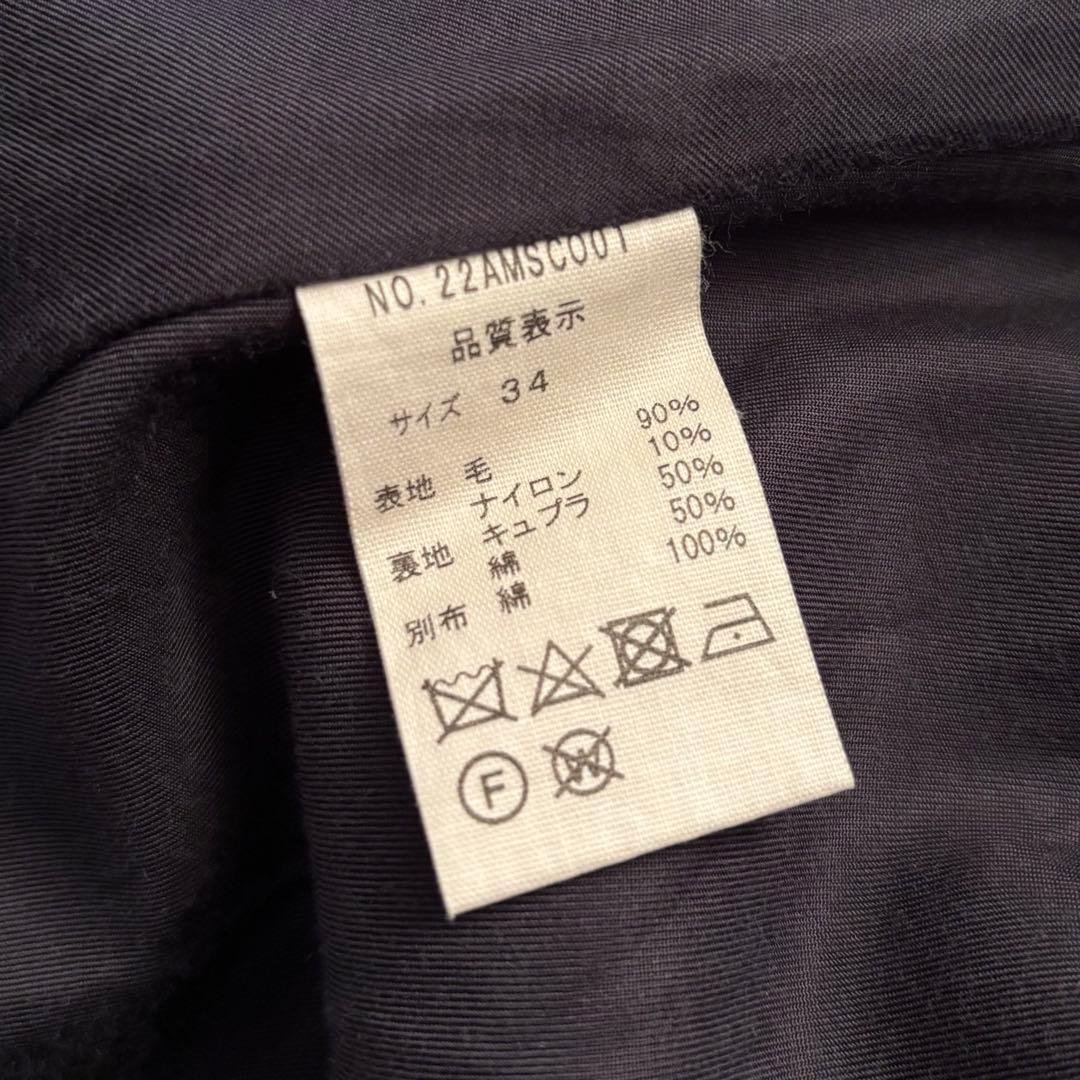 NO.22AMSCO01
品質表示
サイズ 34
表地 毛 90%
ナイロン 10%
裏地 キュプラ 50%
綿 50%
別布 綿 100%
F
W